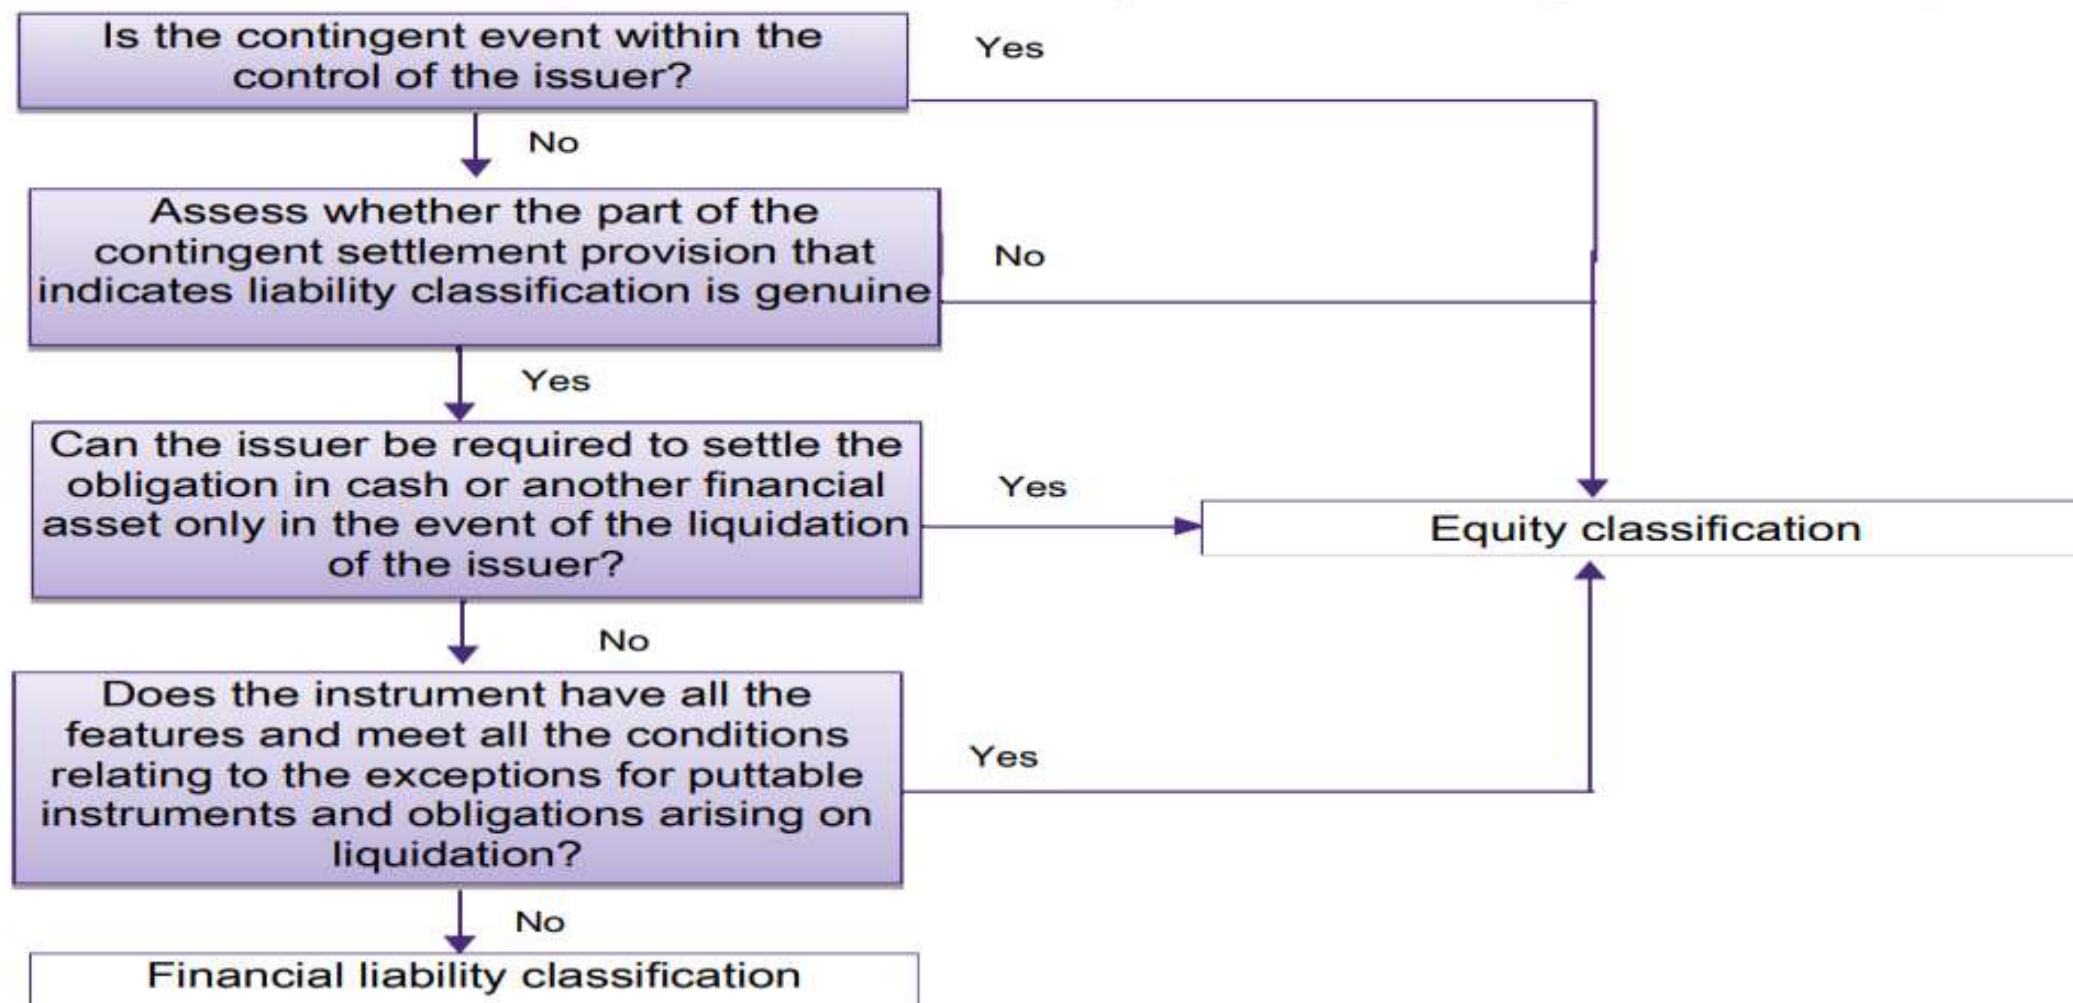 Is the contingent event within the
control of the issuer?
Yes
No
Assess whether the part of the
contingent settlement provision that
indicates liability classification is genuine
No
Yes
Can the issuer be required to settle the
obligation in cash or another financial
asset only in the event of the liquidation
of the issuer?
Yes
Equity classification
No
Does the instrument have all the
features and meet all the conditions
relating to the exceptions for puttable
instruments and obligations arising on
liquidation?
Yes
No
Financial liability classification